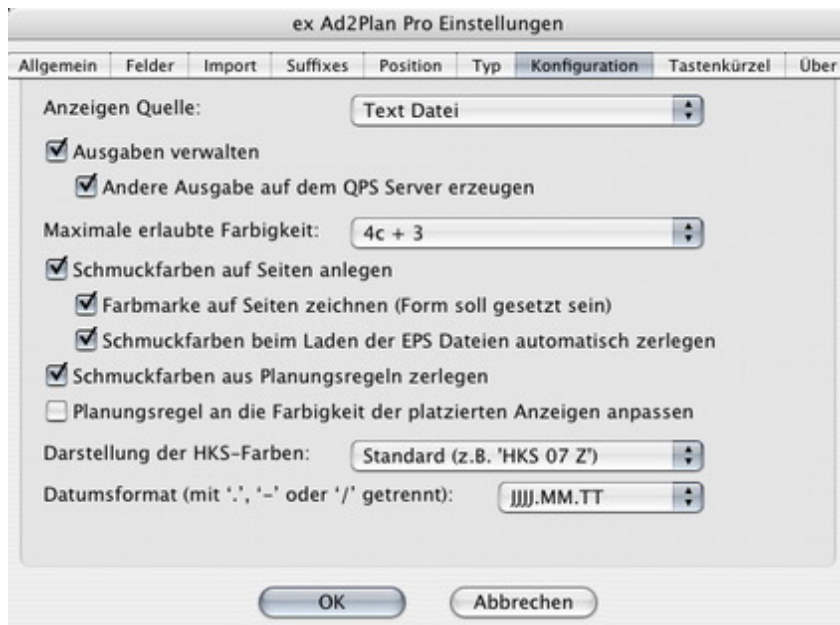 ex Ad2Plan Pro Einstellungen
Allgemein Felder Import Suffixes Position Typ Konfiguration Tastenkürzel Über
Anzeigen Quelle: Text Datei
Ausgaben verwalten
Andere Ausgabe auf dem QPS Server erzeugen
Maximale erlaubte Farbigkeit: 4c + 3
Schmuckfarben auf Seiten anlegen
Farbmarke auf Seiten zeichnen (Form soll gesetzt sein)
Schmuckfarben beim Laden der EPS Dateien automatisch zerlegen
Schmuckfarben aus Planungsregeln zerlegen
Planungsregel an die Farbigkeit der platzierten Anzeigen anpassen
Darstellung der HKS-Farben: Standard (z.B. 'HKS 07 Z')
Datumsformat (mit ‘.’, ‘-’ oder ‘/’ getrennt): JJJJ.MM.TT
OK Abbrechen